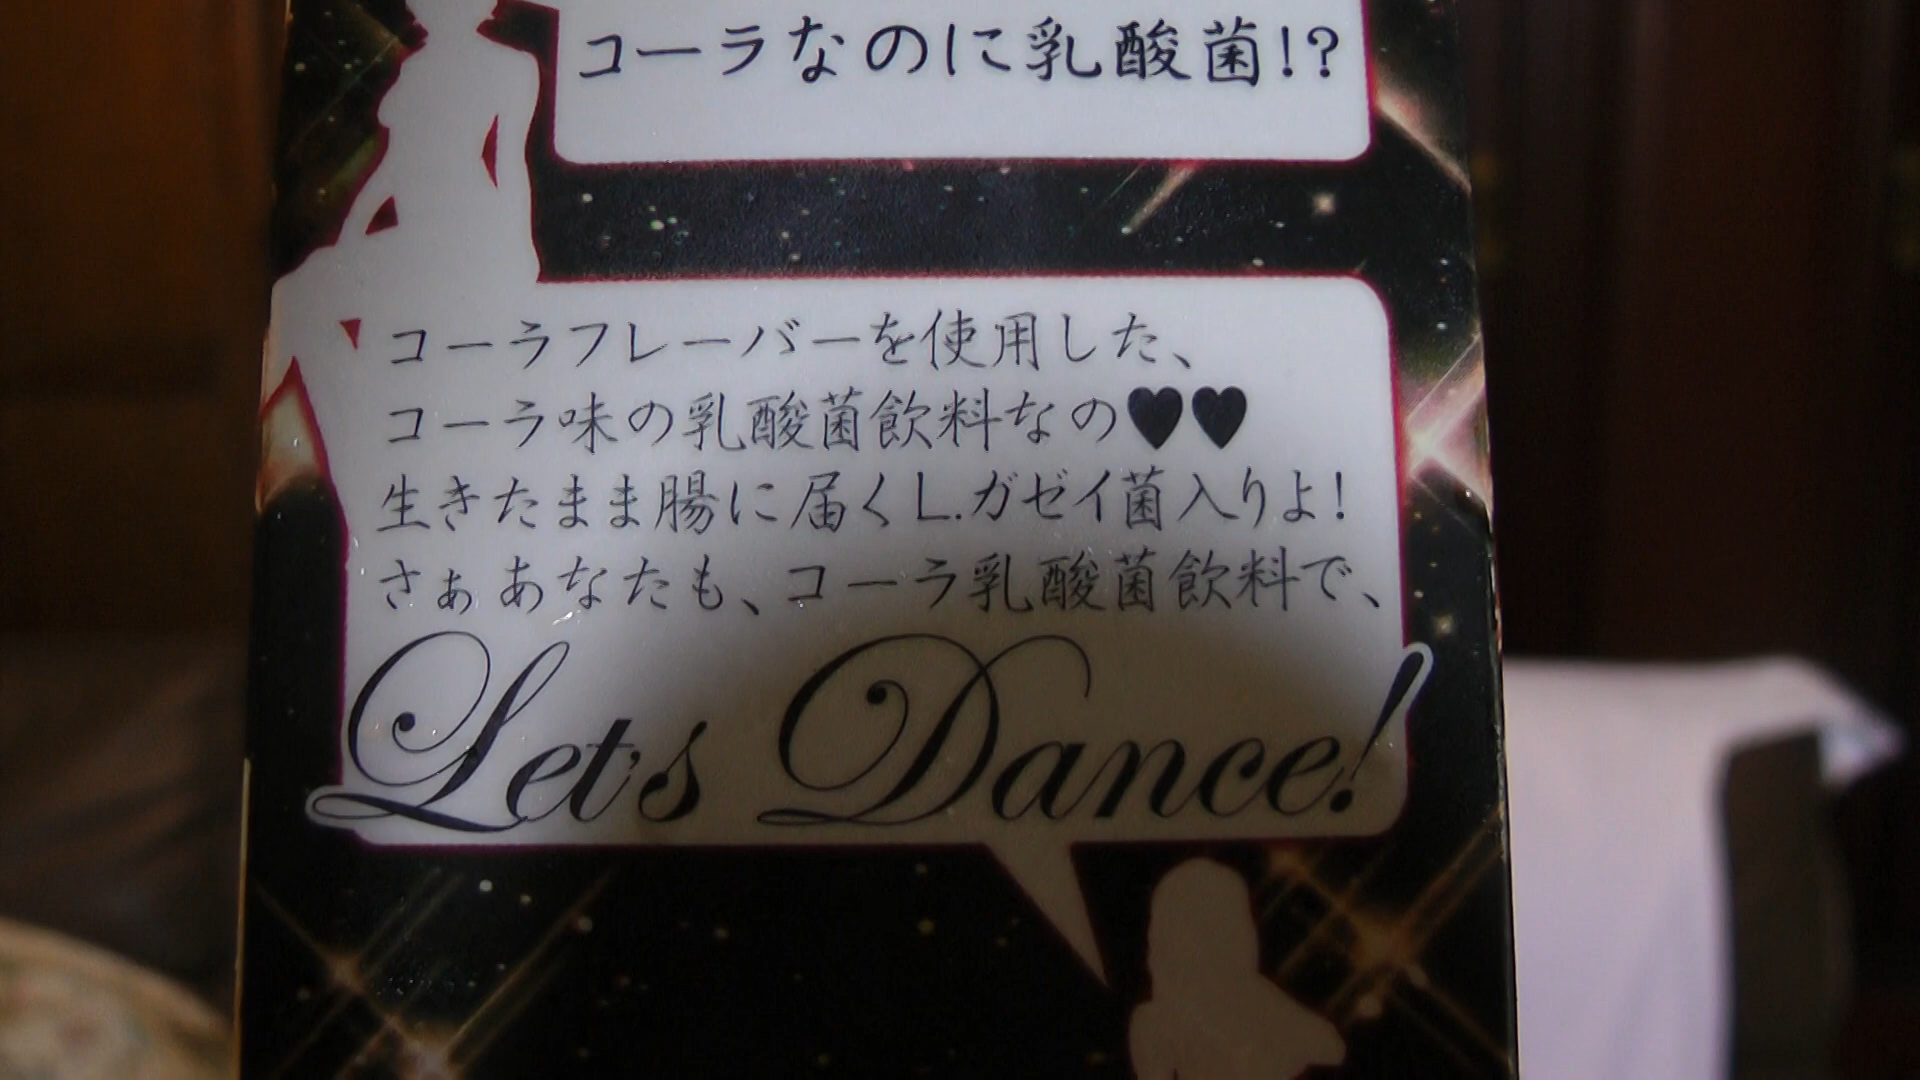 コーラなのに乳酸菌!?
コーラフレーバーを使用した、
コーラ味の乳酸菌飲料なの♥♥
生きたまま腸に届くL.ガゼイ菌入りよ!
さぁあなたも、コーラ乳酸菌飲料で、
Let's Dance!